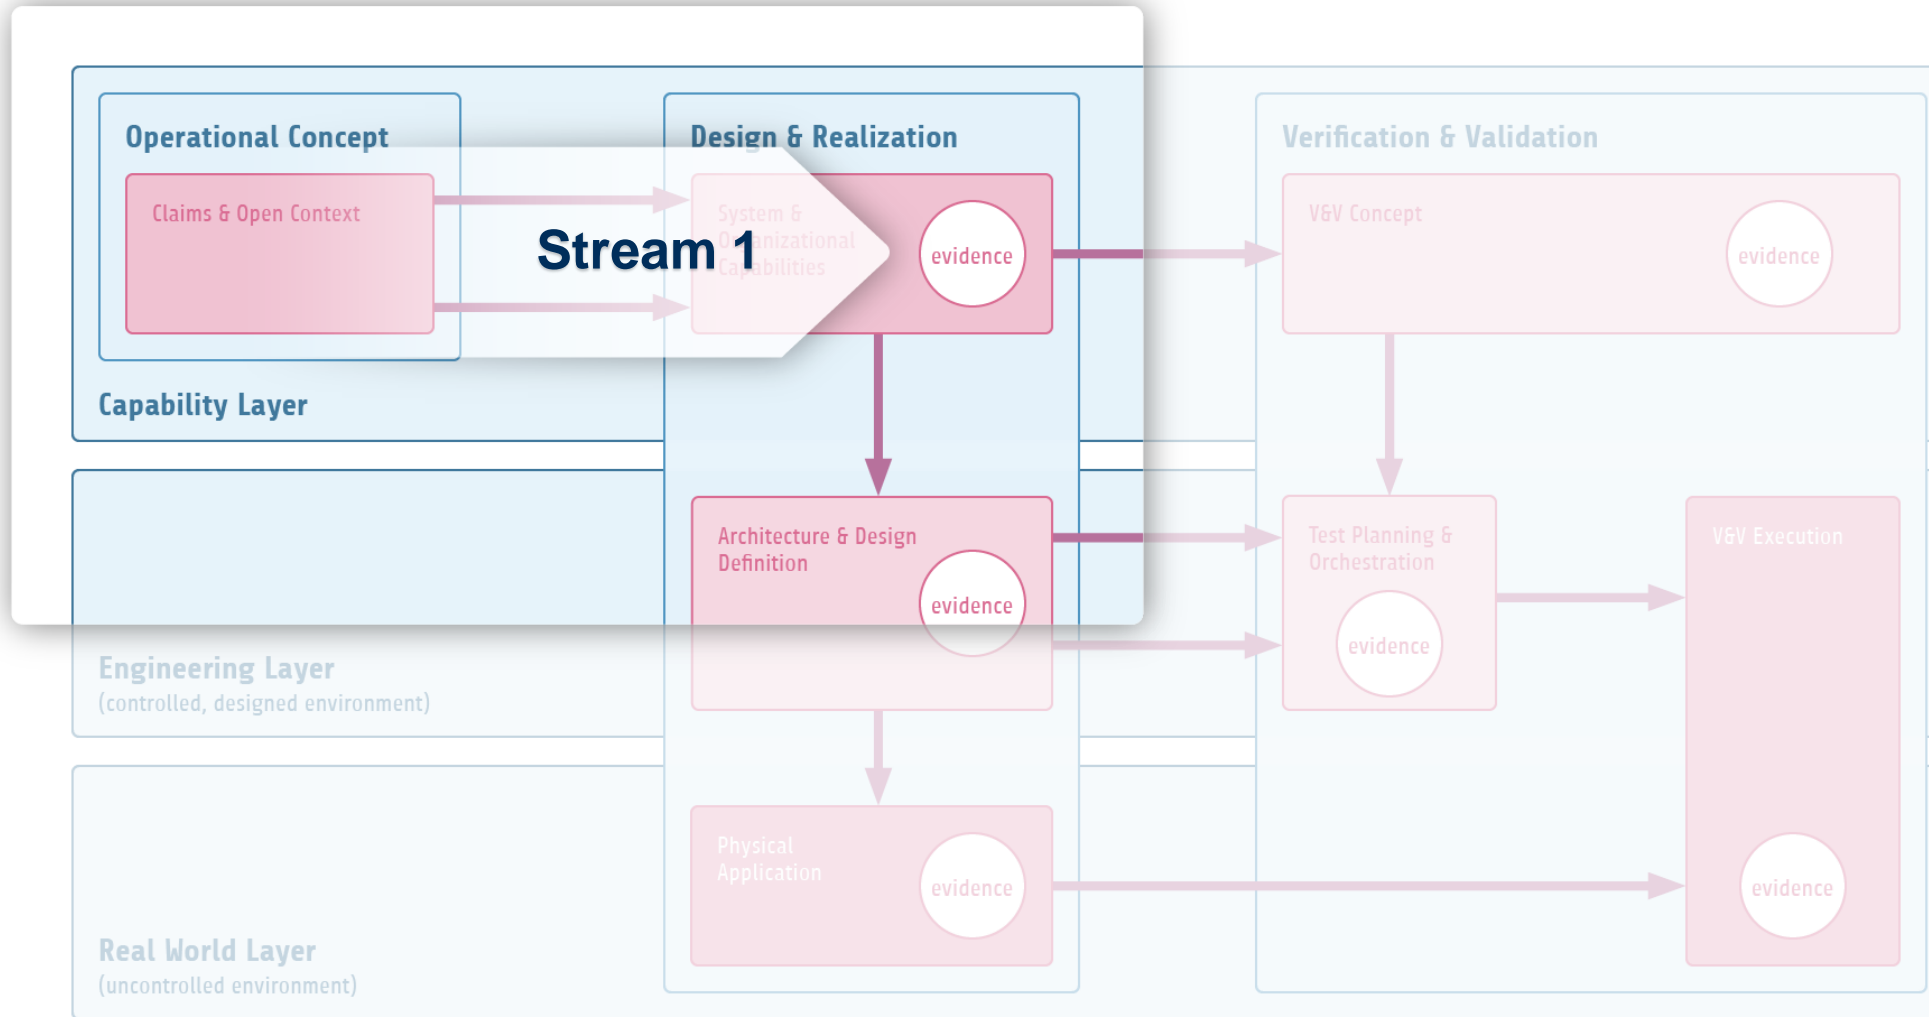 Operational Concept
Claims & Open Context
Stream 1
Design & Realization
System &
Organizational
Capabilities
evidence
Verification & Validation
V&V Concept
evidence
Capability Layer
Architecture & Design
Definition
evidence
Test Planning &
Orchestration
evidence
V&V Execution
evidence
Engineering Layer
(controlled, designed environment)
Physical
Application
evidence
Real World Layer
(uncontrolled environment)